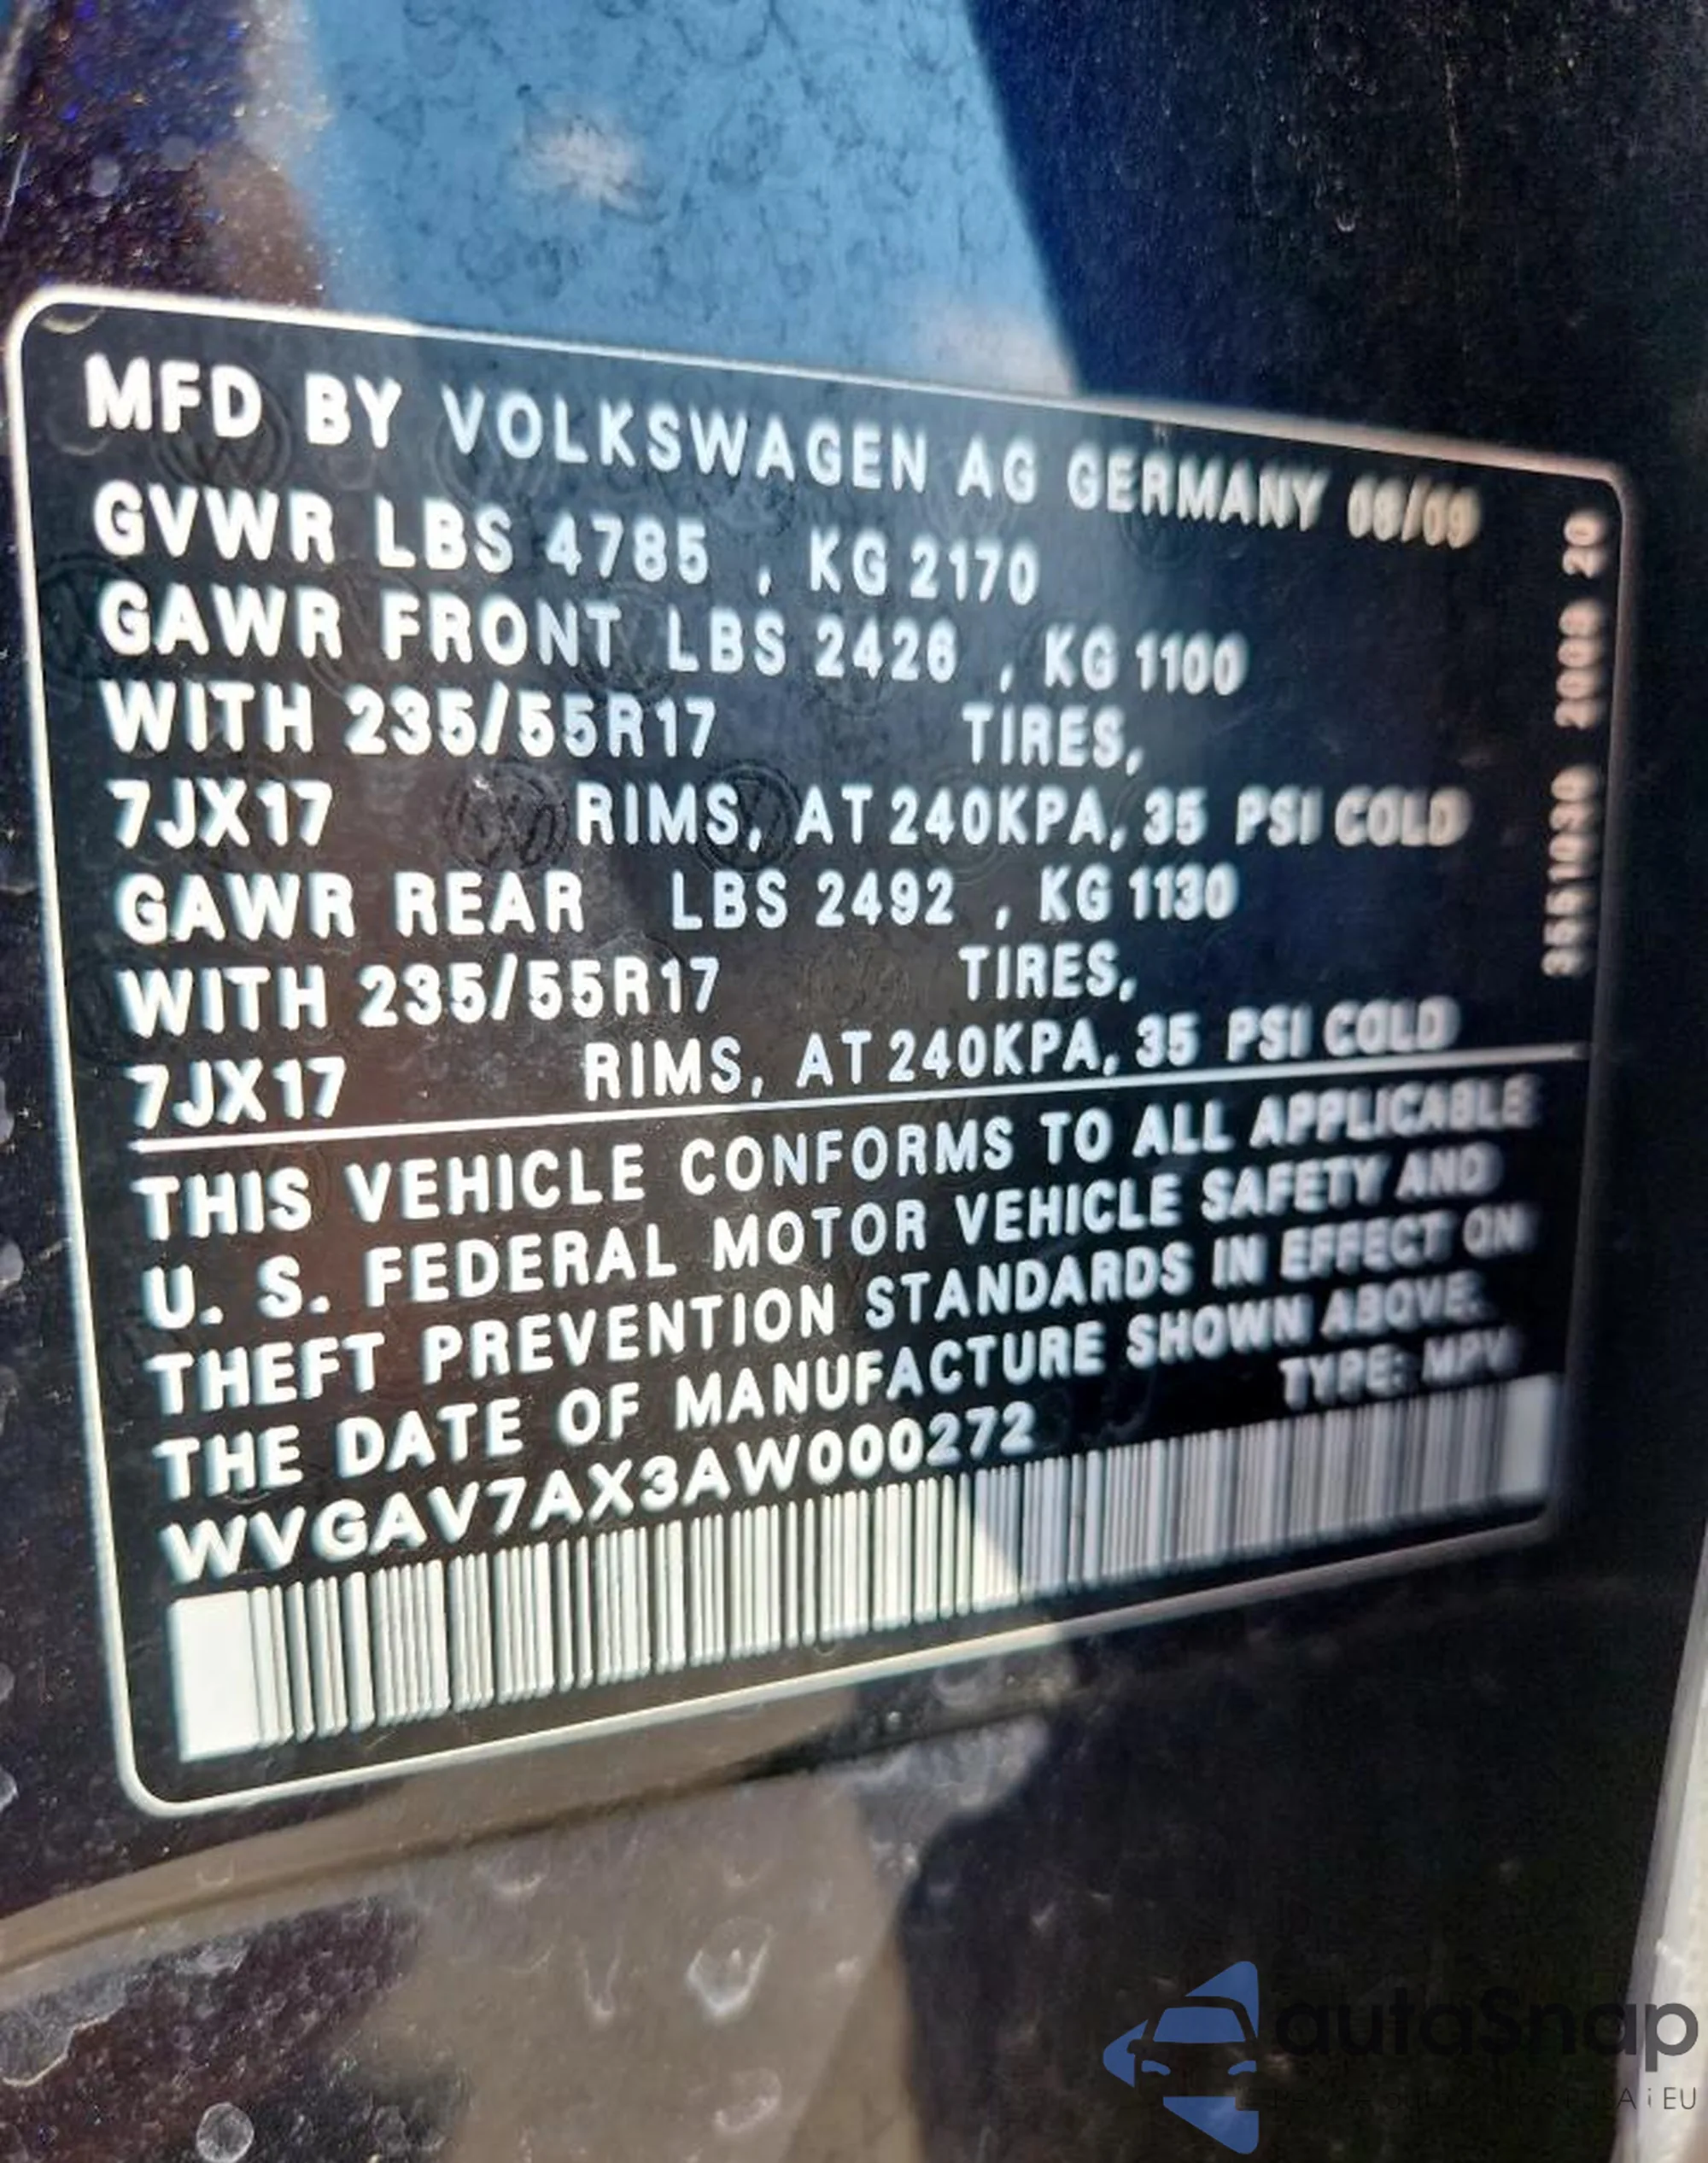 MFD BY VOLKSWAGEN AG GERMANY 08/09
GVWR LBS 4785 , KG 2170
GAWR FRONT LBS 2426 , KG 1100
WITH 235/55R17 TIRES,
7JX17 RIMS, AT 240KPA, 35 PSI COLD
GAWR REAR LBS 2492 , KG 1130
WITH 235/55R17 TIRES,
7JX17 RIMS, AT 240KPA, 35 PSI COLD
THIS VEHICLE CONFORMS TO ALL APPLICABLE
U. S. FEDERAL MOTOR VEHICLE SAFETY AND
THEFT PREVENTION STANDARDS IN EFFECT ON
THE DATE OF MANUFACTURE SHOWN ABOVE.
WVGAV7AX3AW000272 TYPE: MPV
autaSnap
A i EU